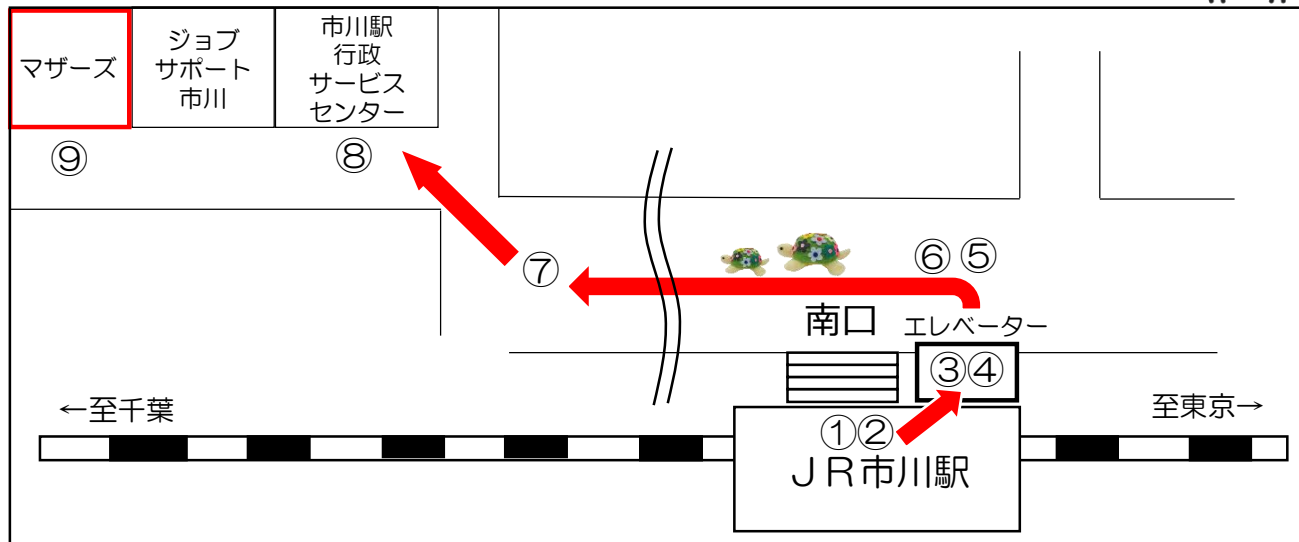 マザーズ
ジョブ
サポート
市川
市川駅
行政
サービス
センター
⑨
⑧
⑦
⑥⑤
南口
エレベーター
③④
←至千葉
至東京→
①②
ＪＲ市川駅